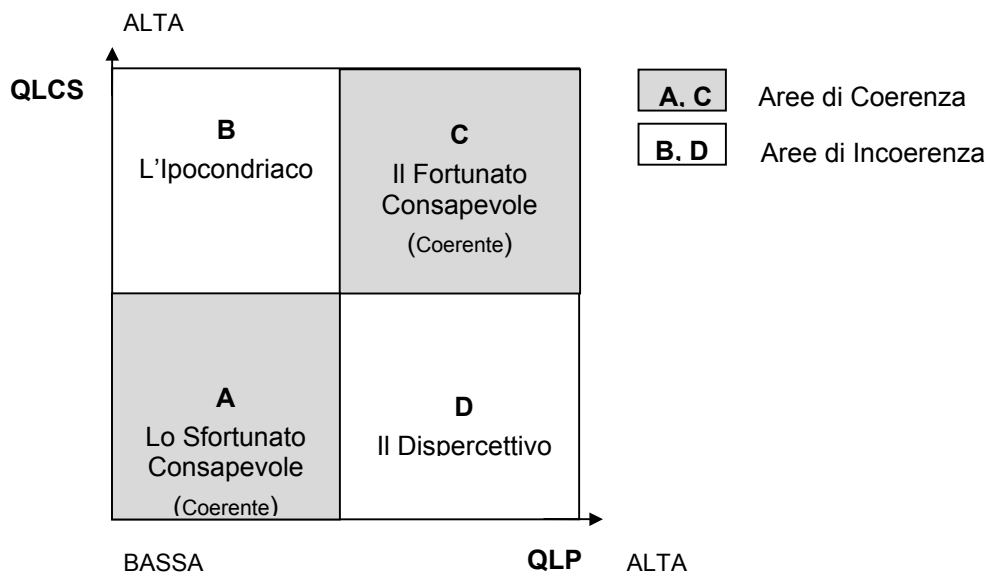 ALTA
QLCS
B
L'Ipocondriaco
C
Il Fortunato
Consapevole
(Coerente)
A, C Aree di Coerenza
B, D Aree di Incoerenza
A
Lo Sfortunato
Consapevole
(Coerente)
D
Il Dispercettivo
BASSA
QLP ALTA